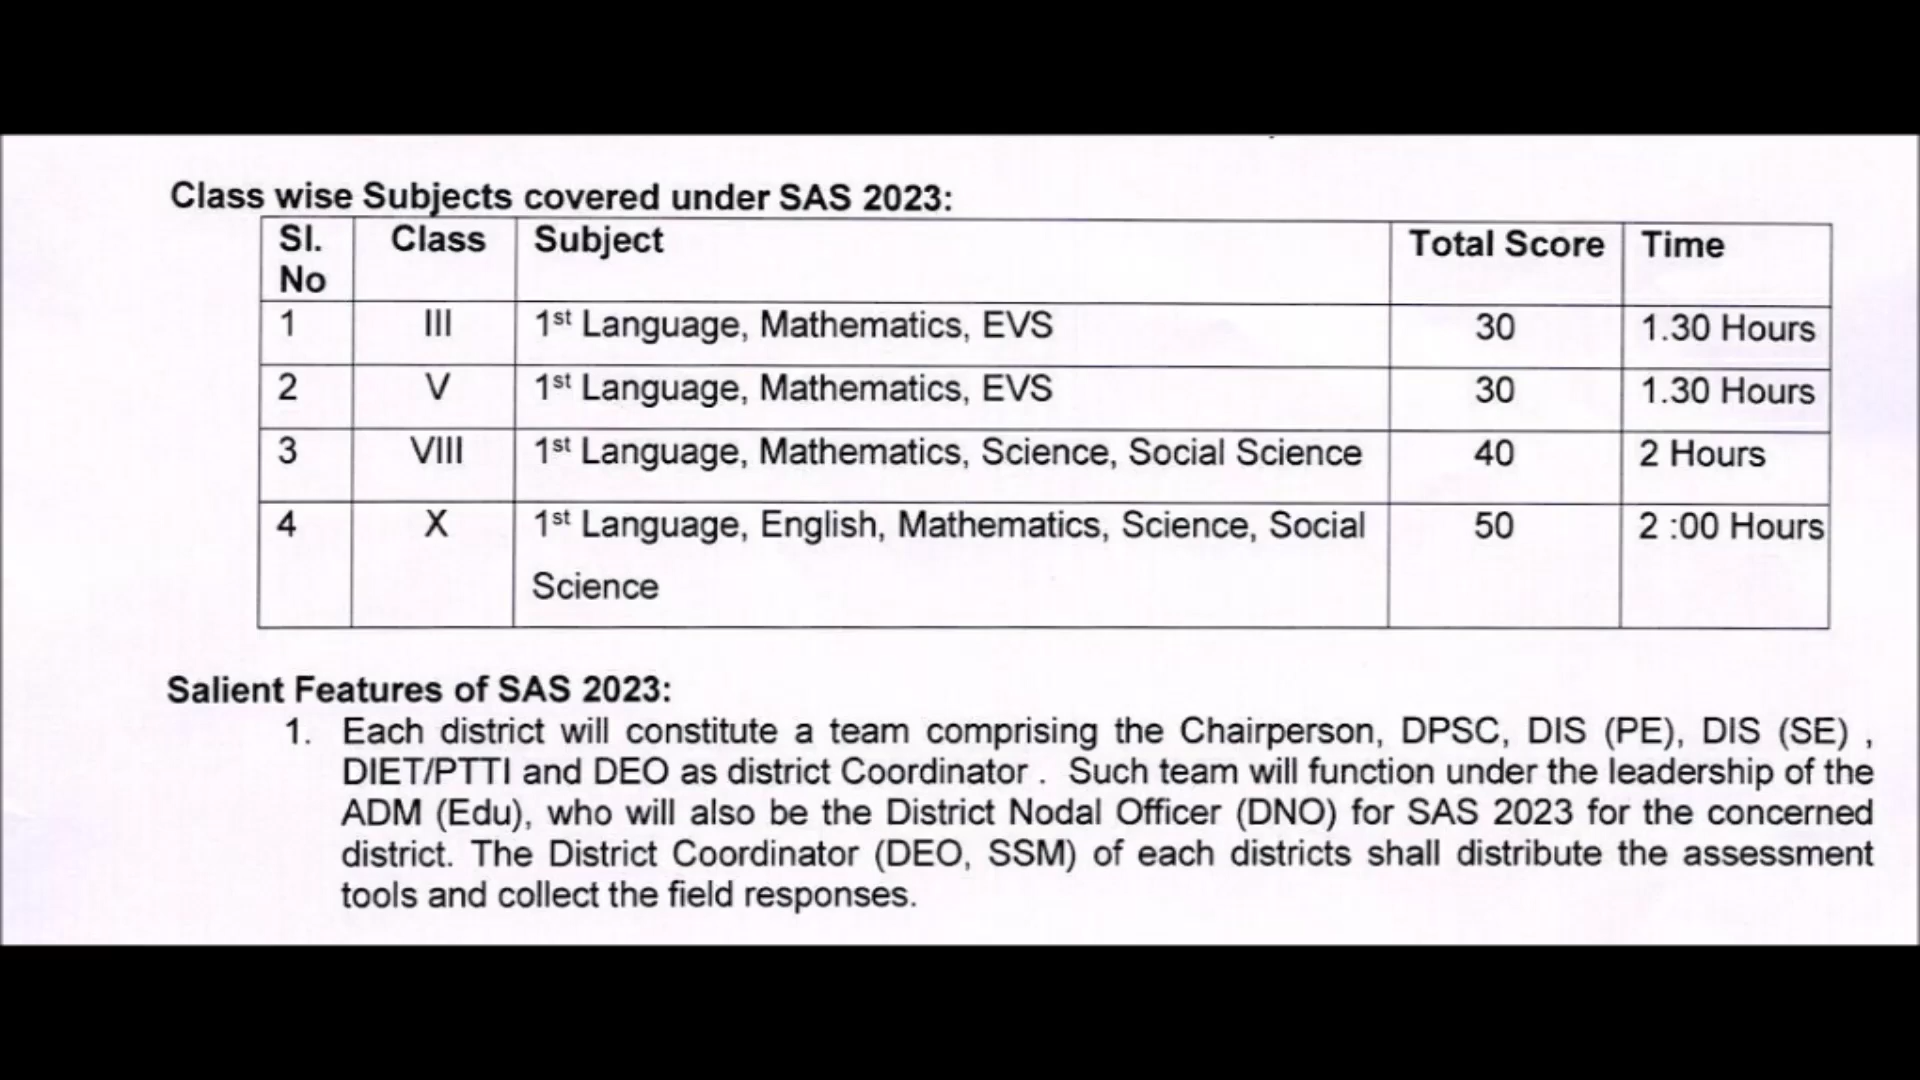 Class wise Subjects covered under SAS 2023:
Sl. No Class Subject Total Score Time
1 III 1st Language, Mathematics, EVS 30 1.30 Hours
2 V 1st Language, Mathematics, EVS 30 1.30 Hours
3 VIII 1st Language, Mathematics, Science, Social Science 40 2 Hours
4 X 1st Language, English, Mathematics, Science, Social 50 2 :00 Hours
Science
Salient Features of SAS 2023:
1. Each district will constitute a team comprising the Chairperson, DPSC, DIS (PE), DIS (SE) ,
DIET/PTTI and DEO as district Coordinator . Such team will function under the leadership of the
ADM (Edu), who will also be the District Nodal Officer (DNO) for SAS 2023 for the concerned
district. The District Coordinator (DEO, SSM) of each districts shall distribute the assessment
tools and collect the field responses.